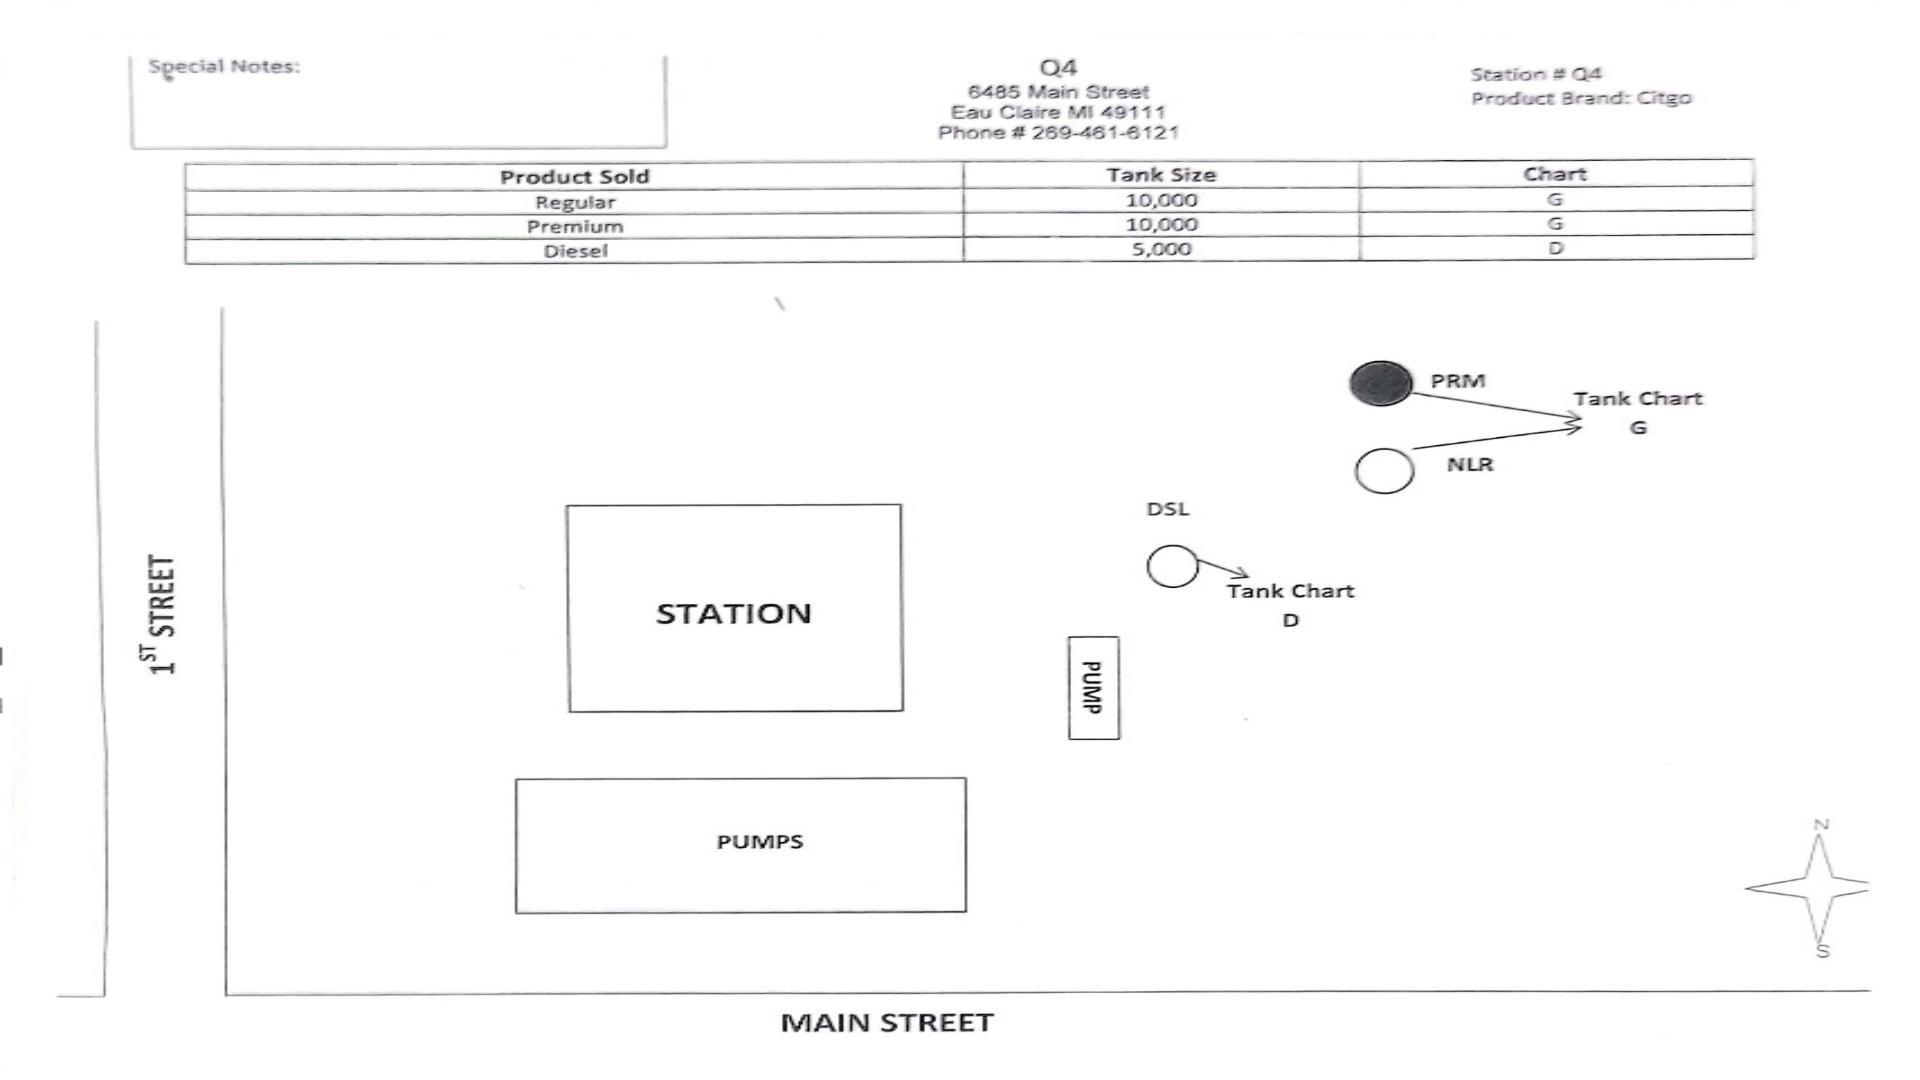 Special Notes:
Q4
6485 Main Street
Eau Claire MI 49111
Phone # 269-461-6121
Station # Q4
Product Brand: Citgo
Product Sold Tank Size Chart
Regular 10,000 G
Premium 10,000 G
Diesel 5,000 D
PRM
Tank Chart
G
NLR
DSL
Tank Chart
D
1ST STREET
STATION
PUMP
PUMPS
N
S
MAIN STREET